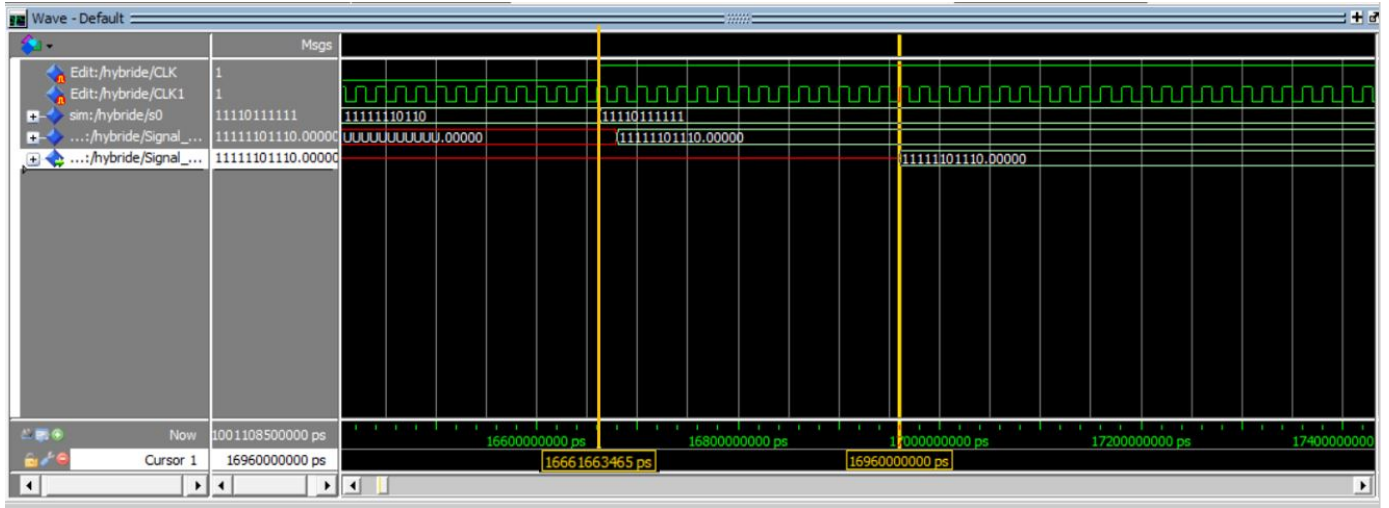 Wave - Default
Msgs
Edit:/hybride/CLK 1
Edit:/hybride/CLK1 1
sim:/hybride/s0 11110111111 11111110110 11110111111
...:/hybride/Signal_... 11111101110.00000 UUUUUUUUUUU.00000 11111101110.00000
...:/hybride/Signal_... 11111101110.00000 11111101110.00000
Now 1001108500000 ps 16600000000 ps 16800000000 ps 17000000000 ps 17200000000 ps 17400000000
Cursor 1 16960000000 ps 16661663465 ps 16960000000 ps